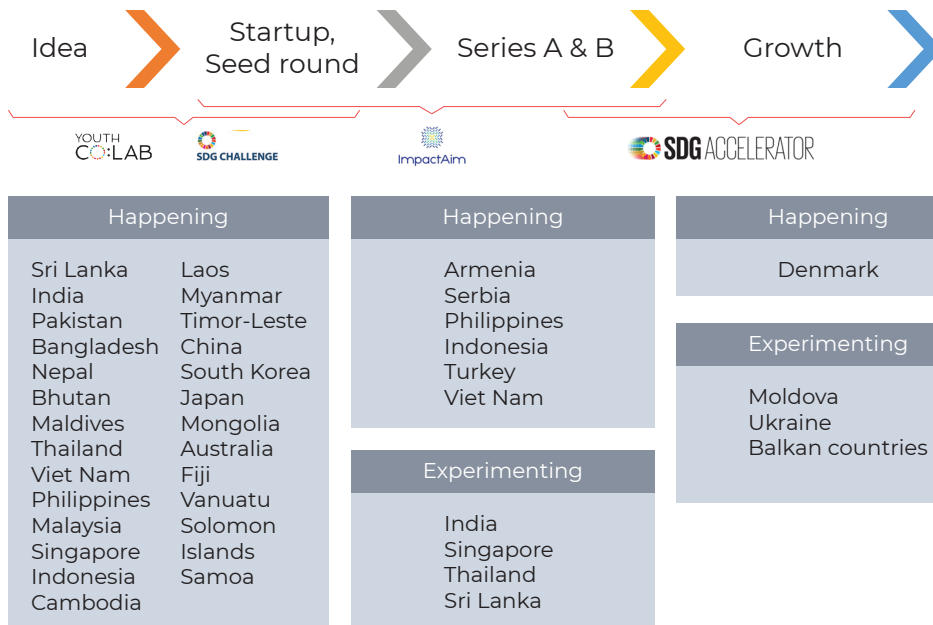 Idea
Startup,
Seed round
Series A & B
Growth
YOUTH
CO:LAB
SDG CHALLENGE
ImpactAim
SDG ACCELERATOR
Happening
Sri Lanka
India
Pakistan
Bangladesh
Nepal
Bhutan
Maldives
Thailand
Viet Nam
Philippines
Malaysia
Singapore
Indonesia
Cambodia
Laos
Myanmar
Timor-Leste
China
South Korea
Japan
Mongolia
Australia
Fiji
Vanuatu
Solomon
Islands
Samoa
Happening
Armenia
Serbia
Philippines
Indonesia
Turkey
Viet Nam
Experimenting
India
Singapore
Thailand
Sri Lanka
Happening
Denmark
Experimenting
Moldova
Ukraine
Balkan countries